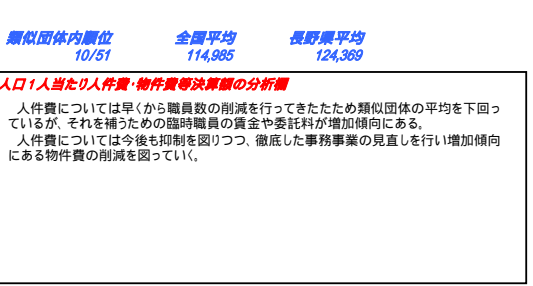 類似団体内順位 全国平均 長野県平均
10/51 114,985 124,369
人口1人当たり人件費・物件費等決算額の分析欄
人件費については早くから職員数の削減を行ってきたたため類似団体の平均を下回っ
ているが、それを補うための臨時職員の賃金や委託料が増加傾向にある。
人件費については今後も抑制を図りつつ、徹底した事務事業の見直しを行い増加傾向
にある物件費の削減を図っていく。